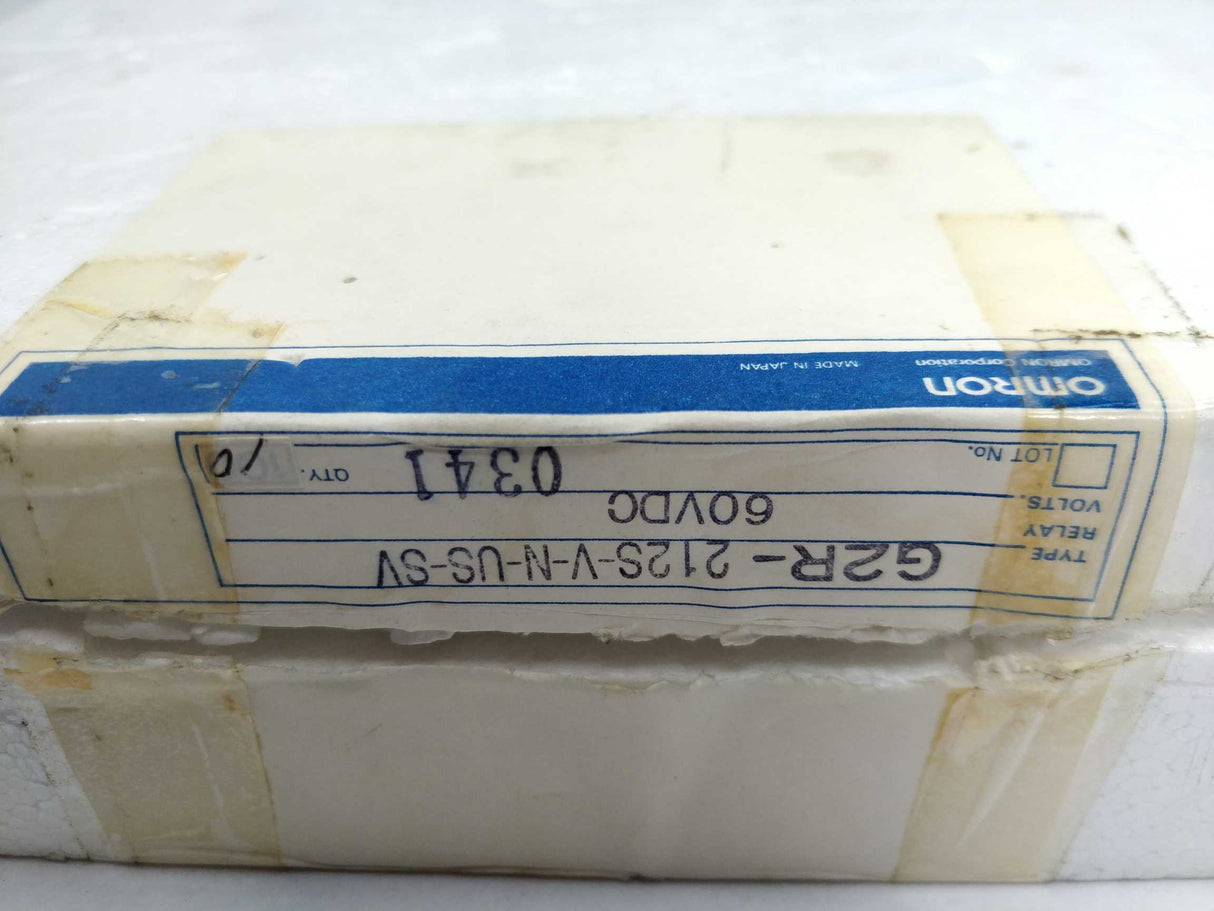 TYPE G2R-212S-V-N-US-SV
RELAY
VOLTS. 60VDC
LOT No. 0341 QTY. 10
OMRON
OMRON Corporation MADE IN JAPAN